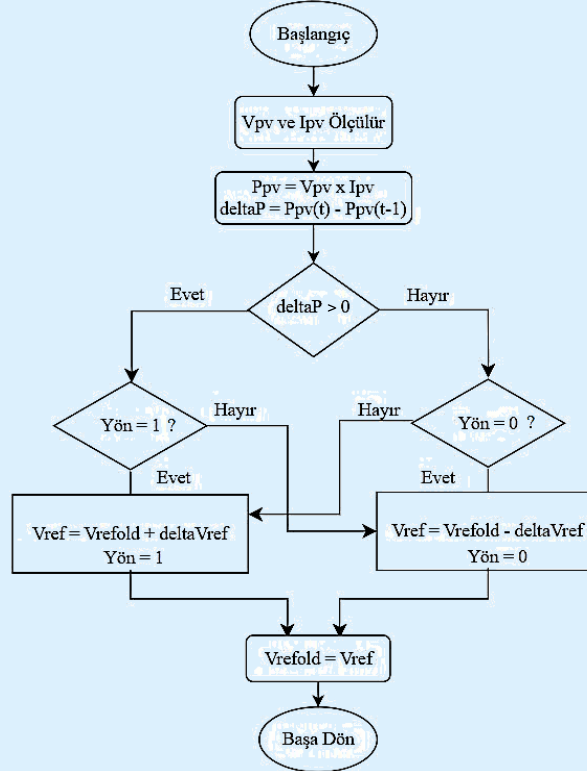 Başlangıç
Vpv ve Ipv Ölçülür
Ppv = Vpv x Ipv
deltaP = Ppv(t) - Ppv(t-1)
Evet
deltaP > 0
Hayır
Yön = 1 ?
Hayır
Hayır
Yön = 0 ?
Evet
Evet
Vref = Vrefold + deltaVref
Yön = 1
Vref = Vrefold - deltaVref
Yön = 0
Vrefold = Vref
Başa Dön